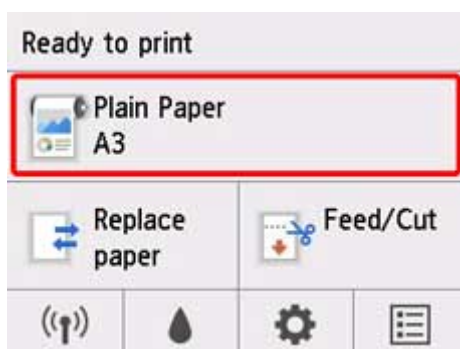 Ready to print
Plain Paper
A3
Replace
paper
Feed/Cut